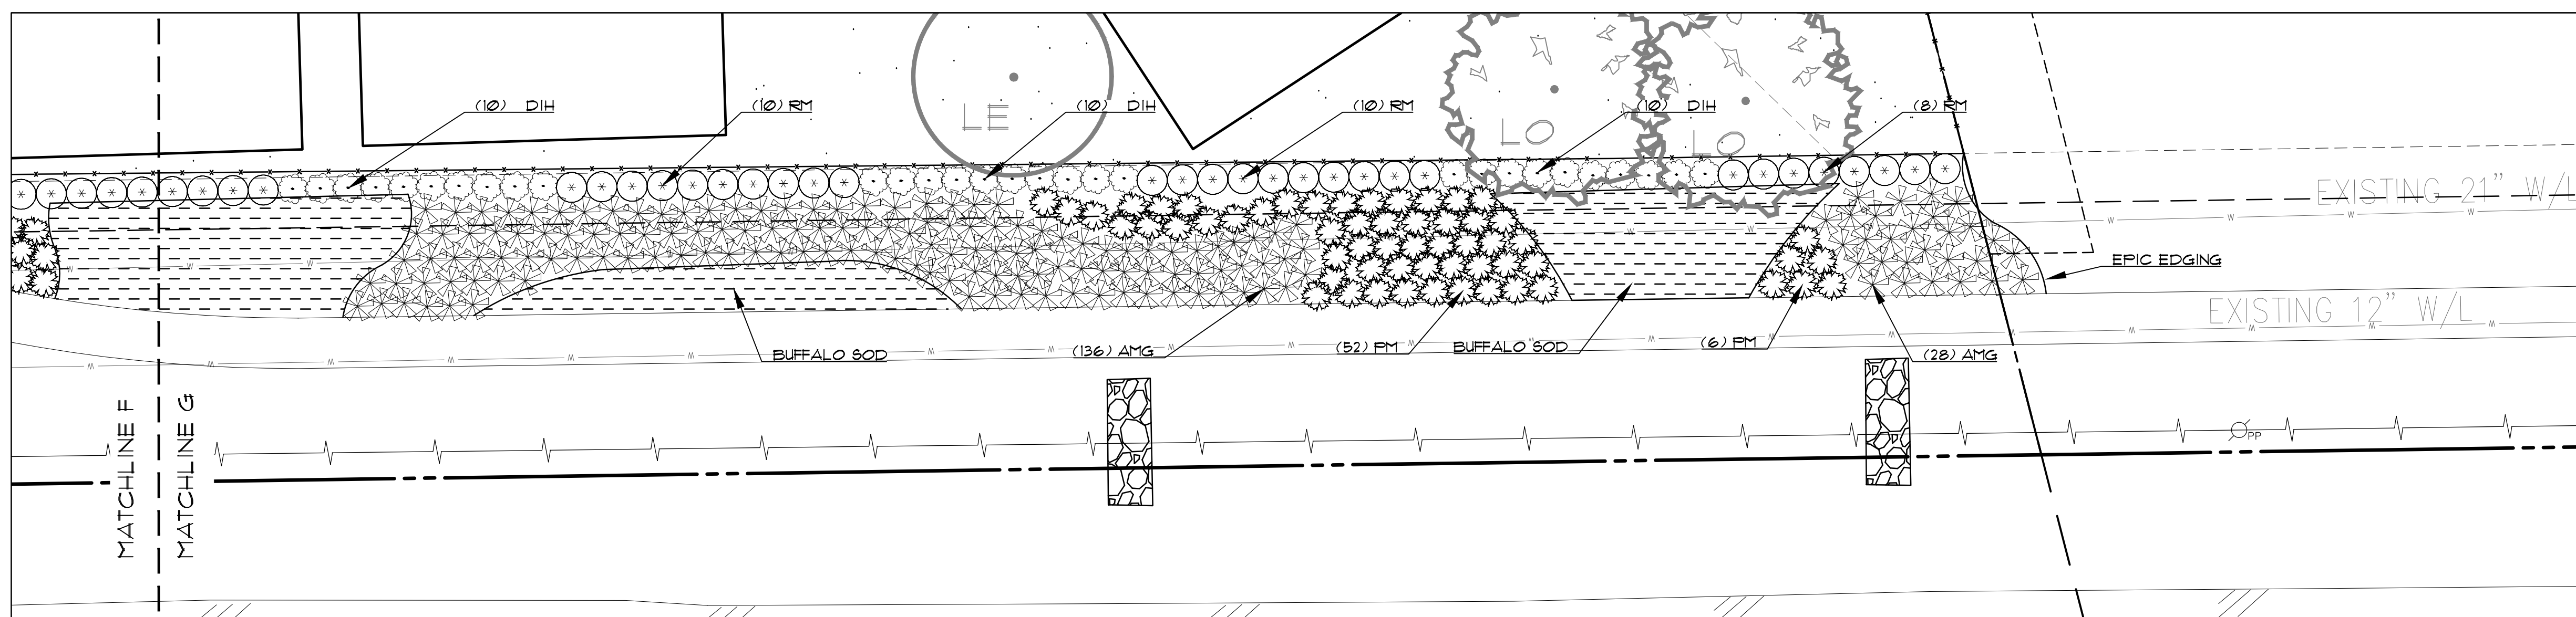 (10) DIH
(10) RM
LE
(10) DIH
(10) RM
LO
(10) DIH
LO
(8) RM
EXISTING 21" W/L
EPIC EDGING
EXISTING 12" W/L
BUFFALO SOD
(136) AMG
(52) PM
BUFFALO SOD
(6) PM
(28) AMG
MATCHLINE F
MATCHLINE G
PP
W W W W W
W W W W W W W W W W W W W W W W W W W W W